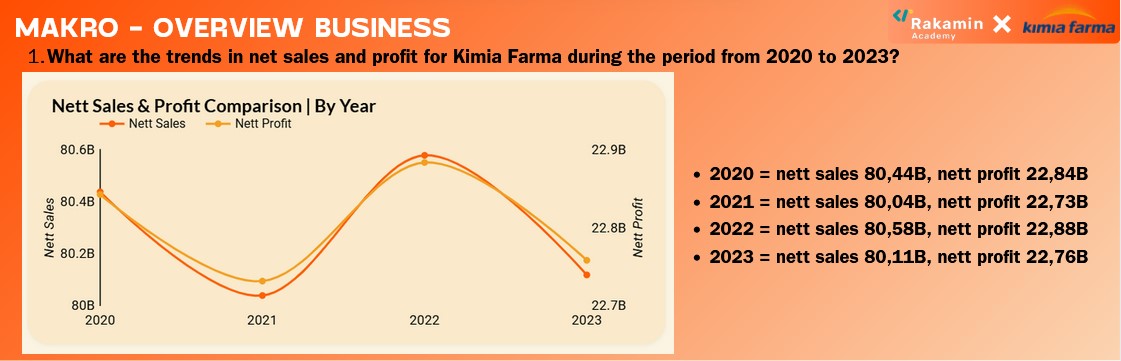 MAKRO - OVERVIEW BUSINESS
Rakamin
Academy
kimia farma
1. What are the trends in net sales and profit for Kimia Farma during the period from 2020 to 2023?
Nett Sales & Profit Comparison | By Year
Nett Sales
Nett Profit
80.6B
80.4B
80.2B
80B
Nett Sales
22.9B
22.8B
22.7B
Nett Profit
2020
2021
2022
2023
• 2020 = nett sales 80,44B, nett profit 22,84B
• 2021 = nett sales 80,04B, nett profit 22,73B
• 2022 = nett sales 80,58B, nett profit 22,88B
• 2023 = nett sales 80,11B, nett profit 22,76B